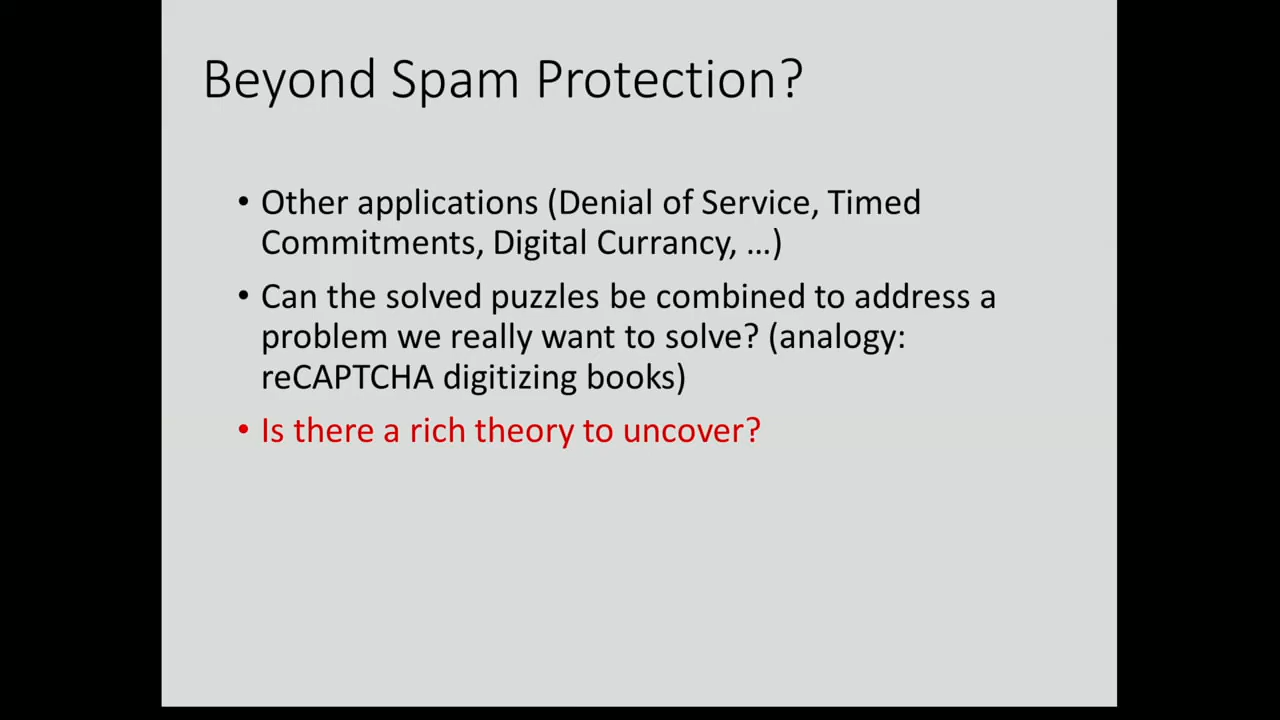 Beyond Spam Protection?
• Other applications (Denial of Service, Timed
Commitments, Digital Currancy, …)
• Can the solved puzzles be combined to address a
problem we really want to solve? (analogy:
reCAPTCHA digitizing books)
• Is there a rich theory to uncover?